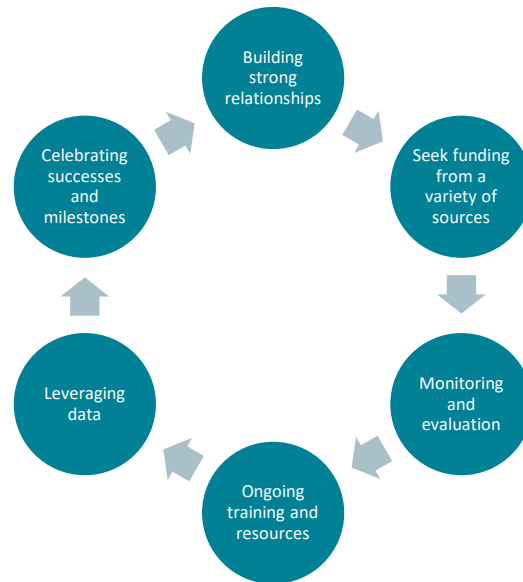 Building
strong
relationships
Seek funding
from a
variety of
sources
Monitoring
and
evaluation
Ongoing
training and
resources
Leveraging
data
Celebrating
successes
and
milestones